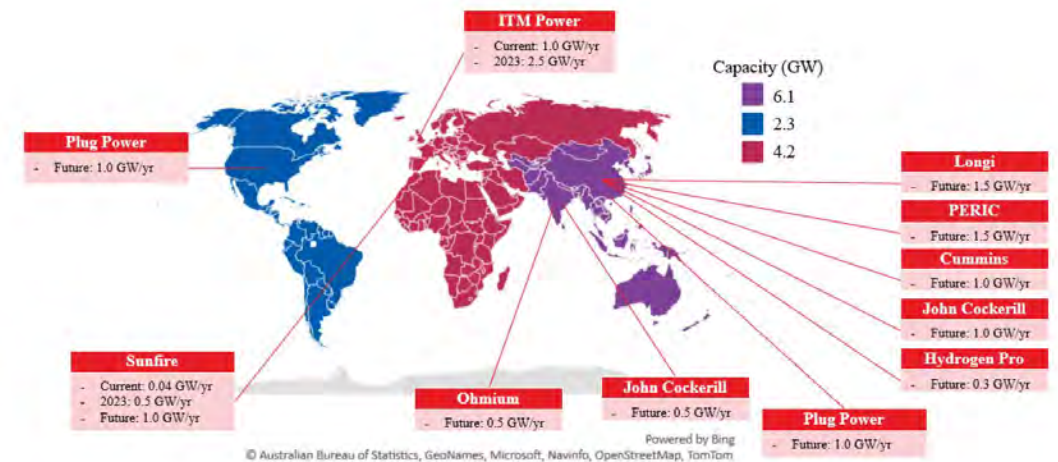 ITM Power
- Current: 1.0 GW/yr
- 2023: 2.5 GW/yr
Capacity (GW)
6.1
2.3
4.2
Plug Power
- Future: 1.0 GW/yr
Longi
- Future: 1.5 GW/yr
PERIC
- Future: 1.5 GW/yr
Cummins
- Future: 1.0 GW/yr
John Cockerill
- Future: 1.0 GW/yr
Hydrogen Pro
- Future: 0.3 GW/yr
Sunfire
- Current: 0.04 GW/yr
- 2023: 0.5 GW/yr
- Future: 1.0 GW/yr
Ohmium
- Future: 0.5 GW/yr
John Cockerill
- Future: 0.5 GW/yr
Plug Power
- Future: 1.0 GW/yr
Powered by Bing
© Australian Bureau of Statistics, GeoNames, Microsoft, Navinfo, OpenStreetMap, TomTom